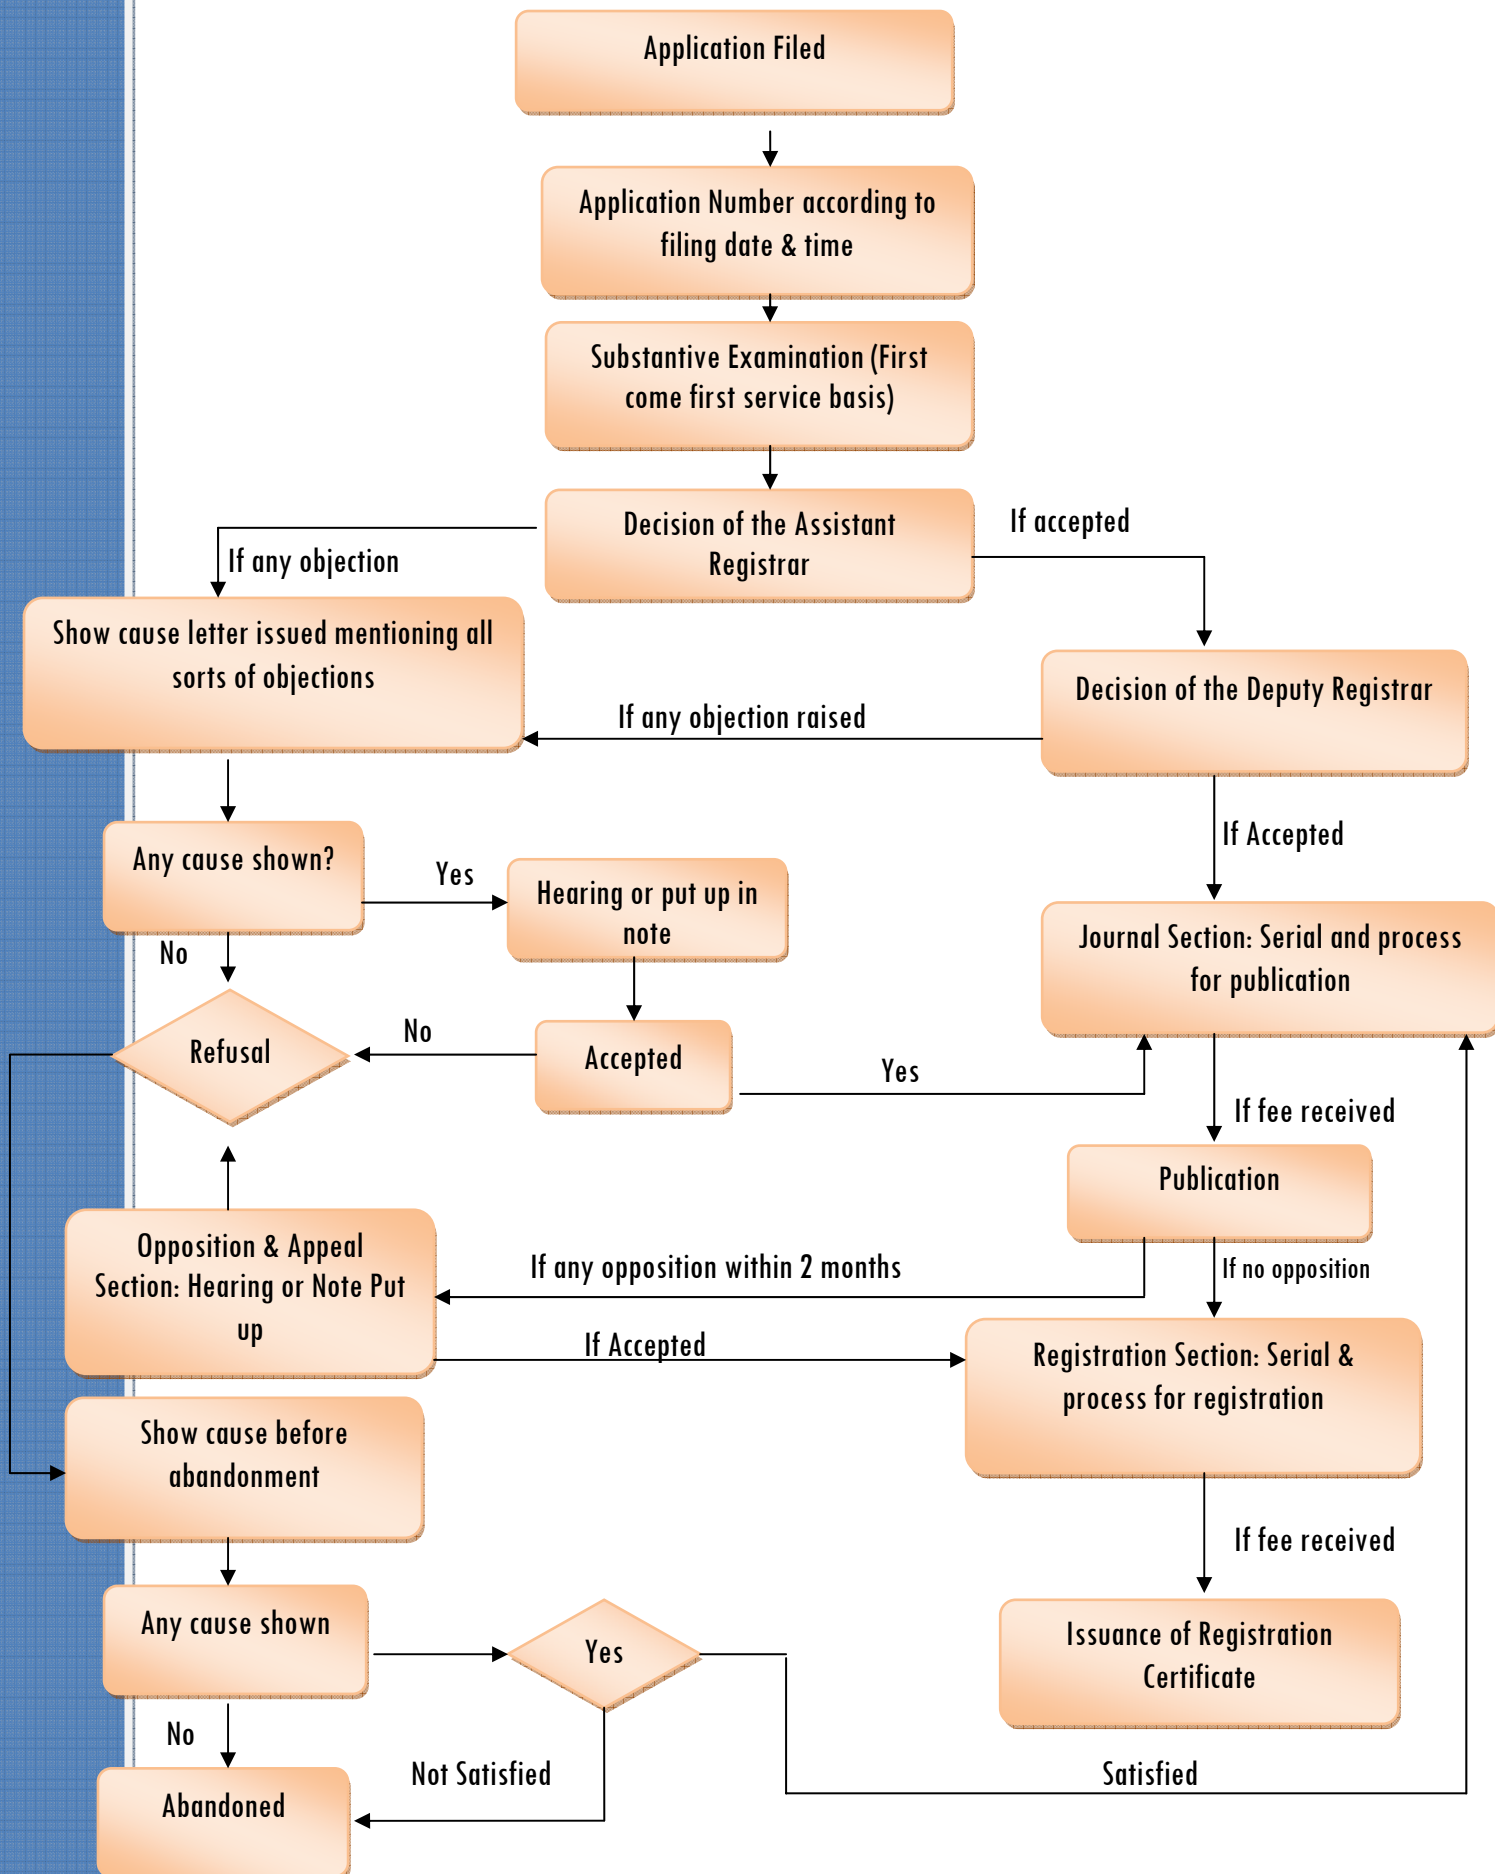 Application Filed
Application Number according to
filing date & time
Substantive Examination (First
come first service basis)
Decision of the Assistant
Registrar
If accepted
If any objection
Show cause letter issued mentioning all
sorts of objections
Decision of the Deputy Registrar
If any objection raised
If Accepted
Any cause shown?
Yes
Hearing or put up in
note
No
Journal Section: Serial and process
for publication
Refusal
No
Accepted
Yes
If fee received
Publication
Opposition & Appeal
Section: Hearing or Note Put
up
If any opposition within 2 months
If no opposition
If Accepted
Registration Section: Serial &
process for registration
Show cause before
abandonment
If fee received
Any cause shown
Yes
Issuance of Registration
Certificate
No
Not Satisfied
Satisfied
Abandoned